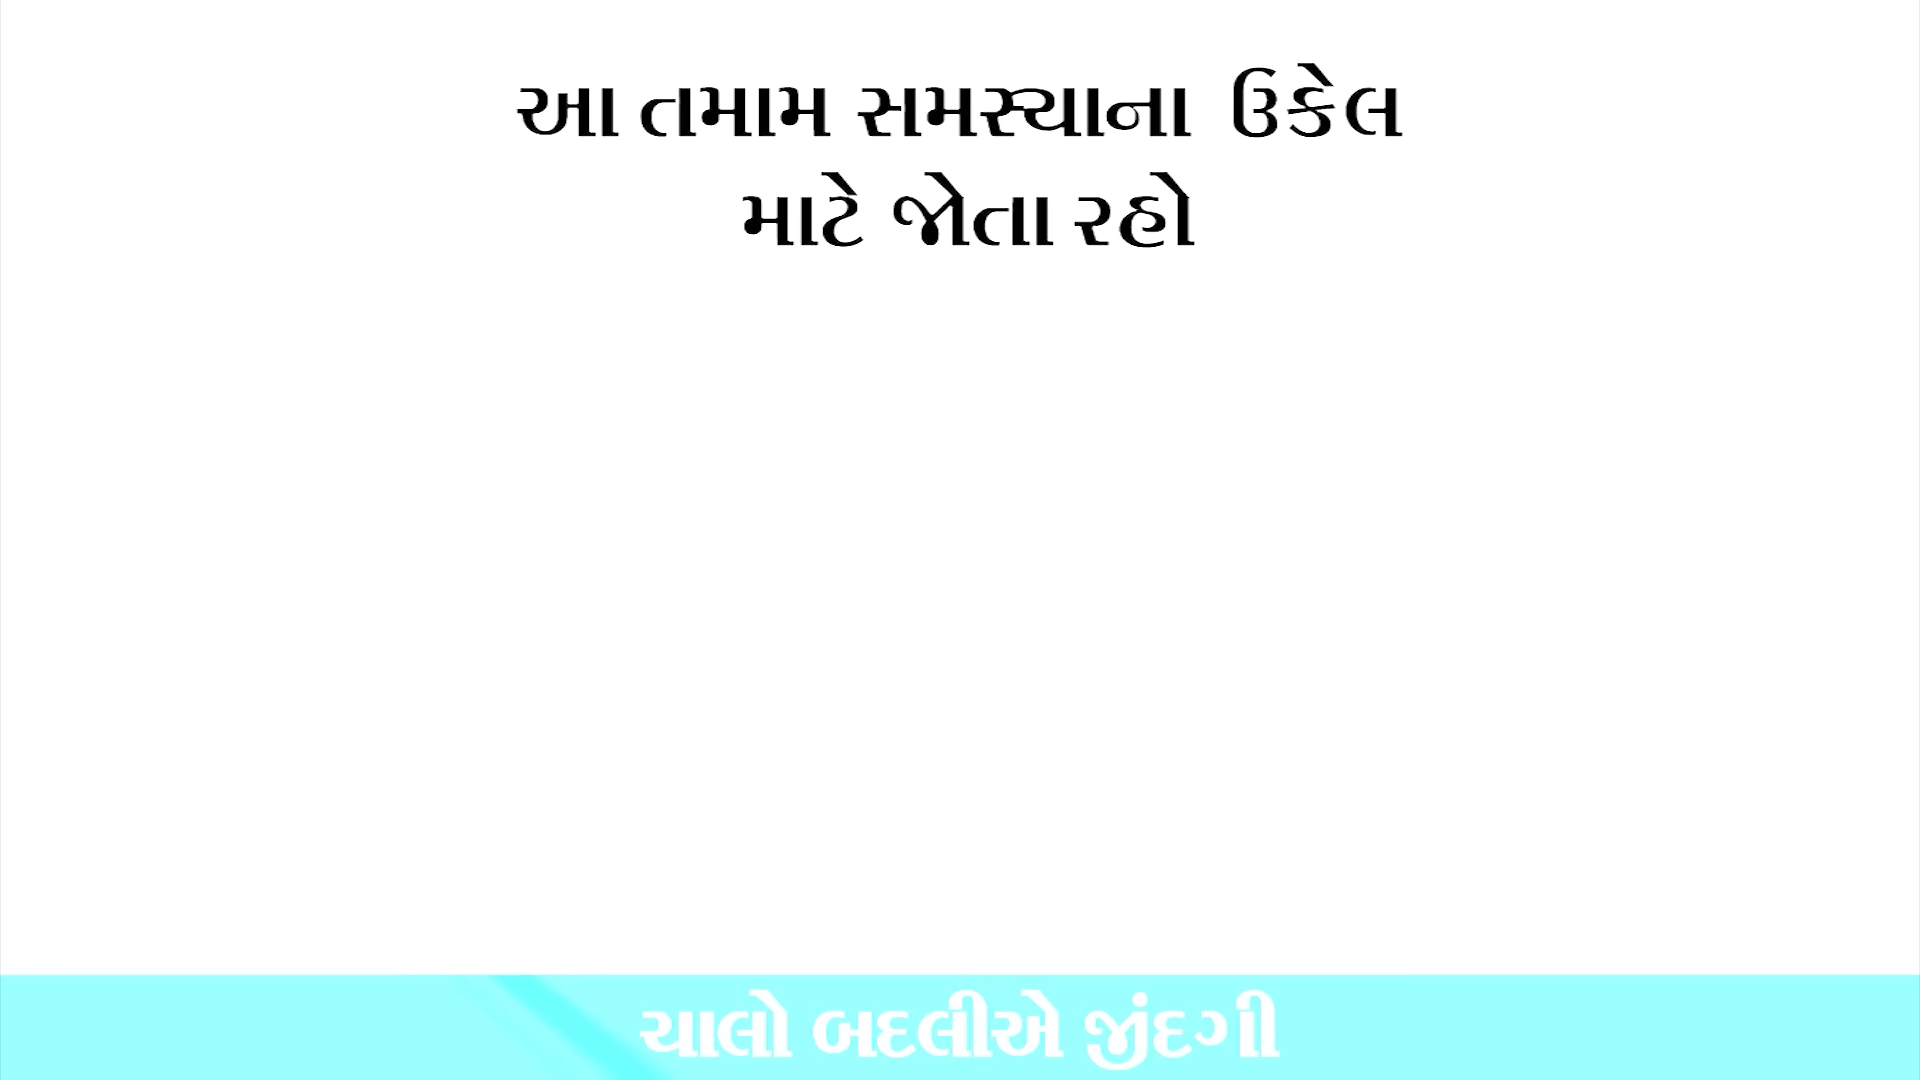 આ તમામ સમસ્યાના ઉકેલ
માટે જોતા રહો
ચાલો બદલીએ જીંદગી